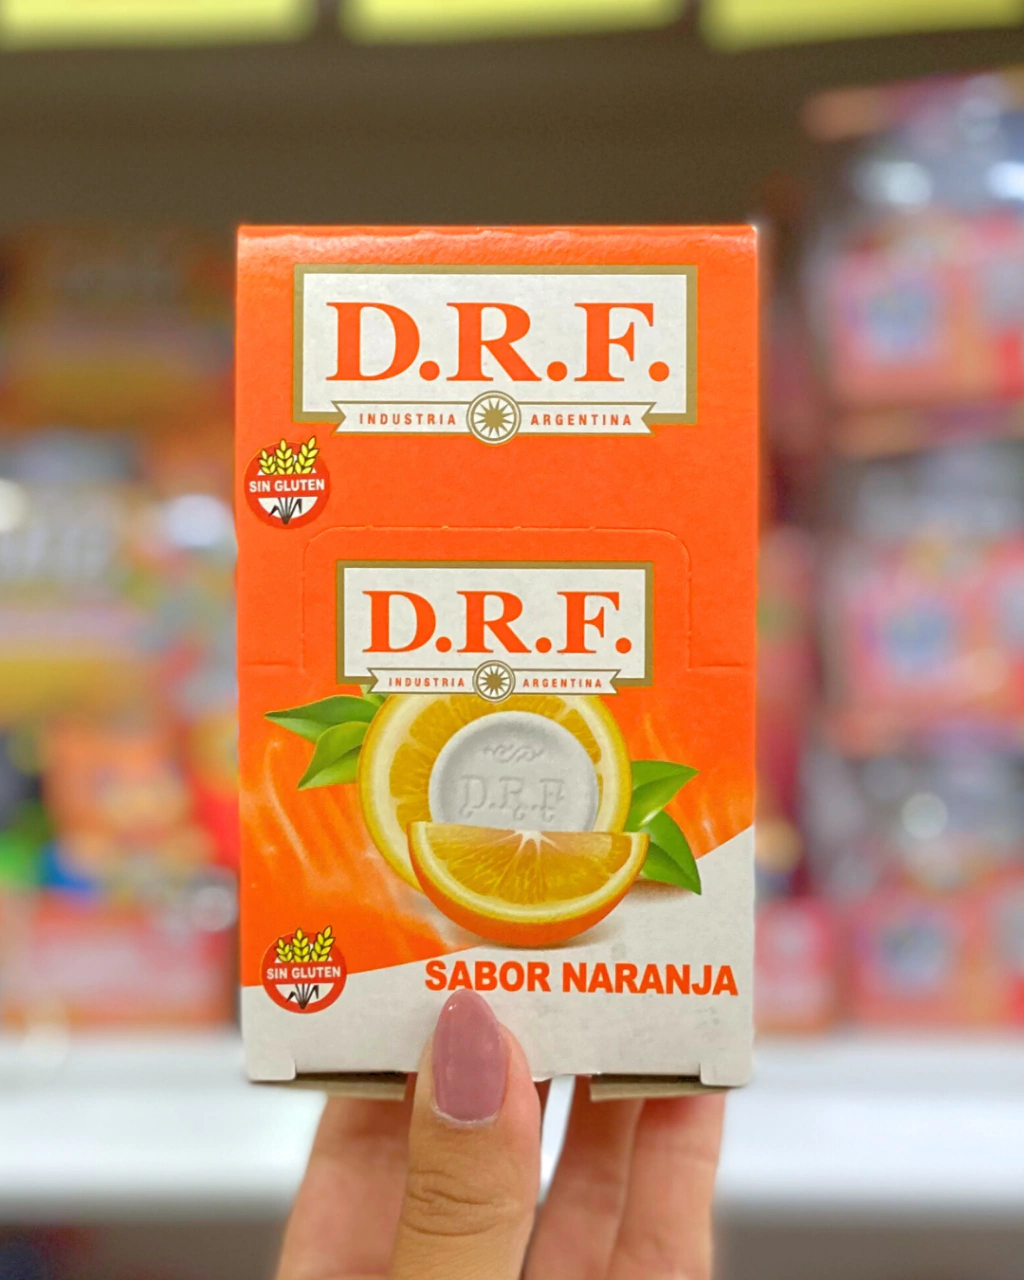 D.R.F.
INDUSTRIA ARGENTINA
SIN GLUTEN
D.R.F.
INDUSTRIA ARGENTINA
D.R.F
SIN GLUTEN
SABOR NARANJA